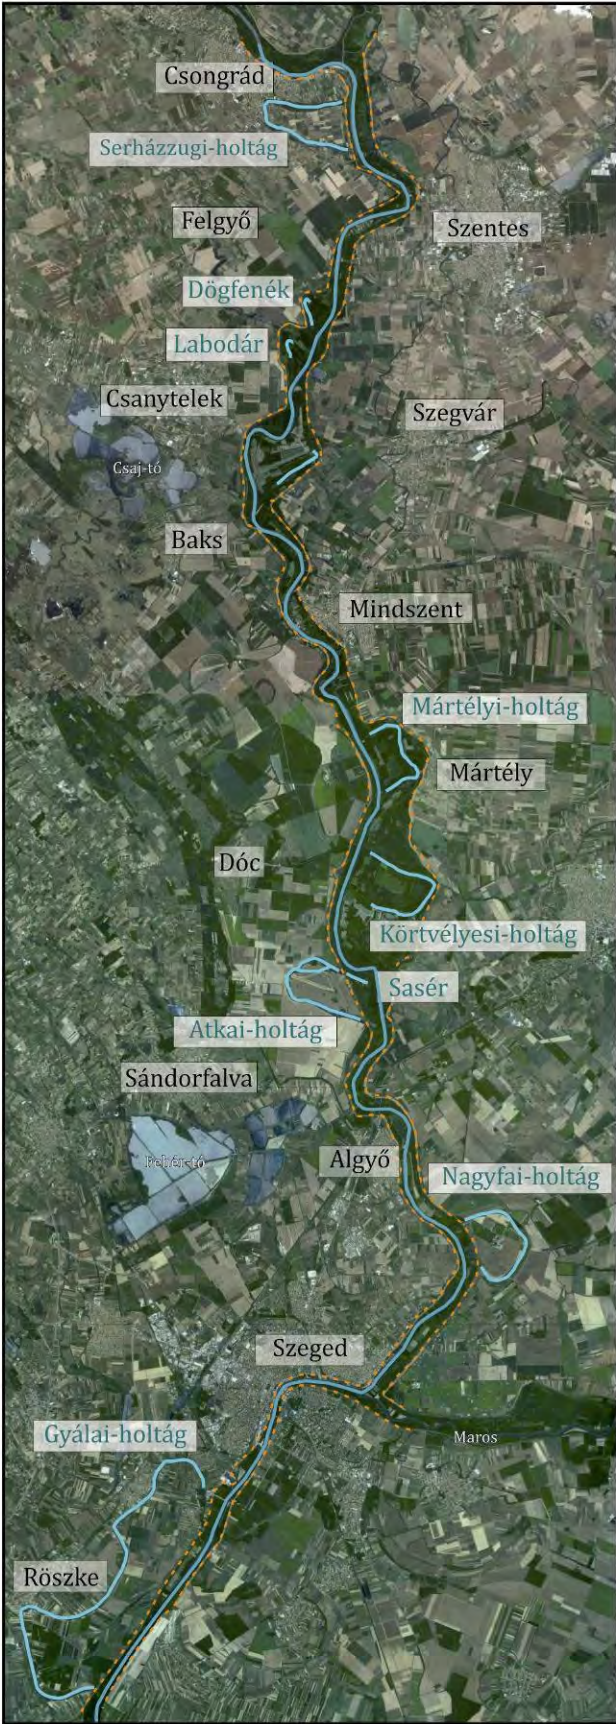 Csongrád
Serházzugi-holtág
Felgyő
Szentes
Dögfenék
Labodár
Csanytelek
Szegvár
Csaj-tó
Baks
Mindszent
Mártélyi-holtág
Mártély
Dóc
Körtvélyesi-holtág
Sasér
Atkai-holtág
Sándorfalva
Algyő
Fehér-tó
Nagyfai-holtág
Szeged
Gyálai-holtág
Maros
Röszke